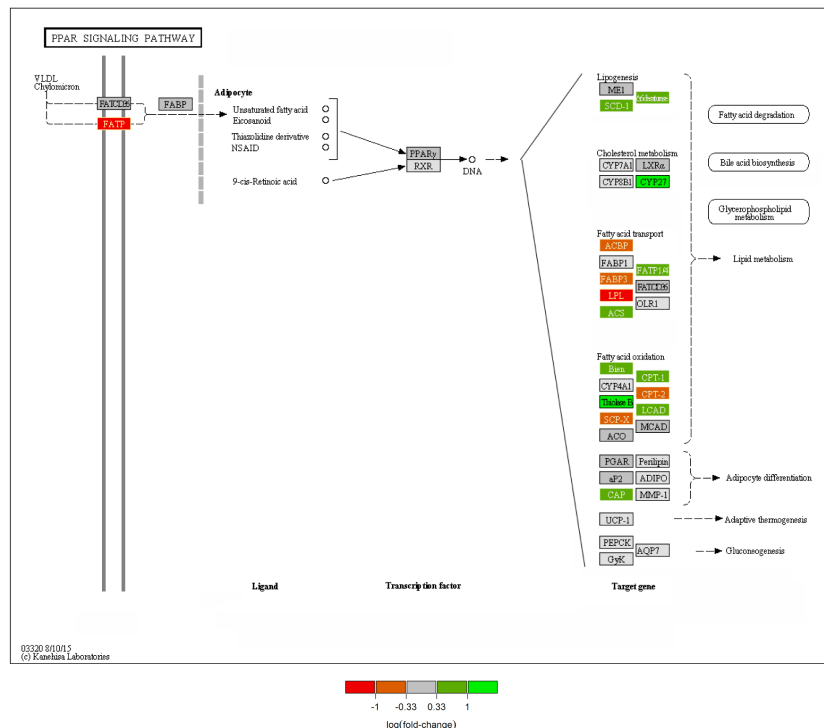 PPAR SIGNALING PATHWAY
VLDL
Chylomicron
FAT/CD36
FABP
FATP
Adipocyte
Unsaturated fatty acid
Eicosanoid
Thiazolidine derivative
NSAID
9-cis-Retinoic acid
PPARγ
RXR
DNA
Lipogenesis
ME1
SCD-1
Cholesterol metabolism
CYP7A1
LXRα
CYP8B1
CYP27
Fatty acid transport
ACBP
FABP1
FATP1/4
FABP3
FAT/CD36
LPL
OLR1
ACS
Fatty acid oxidation
Bien
CPT-1
CYP4A1
CPT-2
Thiolase B
LCAD
SCP-X
MCAD
ACO
PGAR
Perilipin
aP2
ADIPO
CAP
MMP-1
UCP-1
PEPCK
AQP7
GyK
Fatty acid degradation
Bile acid biosynthesis
Glycerophospholipid
metabolism
Lipid metabolism
Adipocyte differentiation
Adaptive thermogenesis
Gluconeogenesis
Ligand
Transcription factor
Target gene
03320 8/10/15
(c) Kanehisa Laboratories
-1 -0.33 0.33 1
log(fold-change)